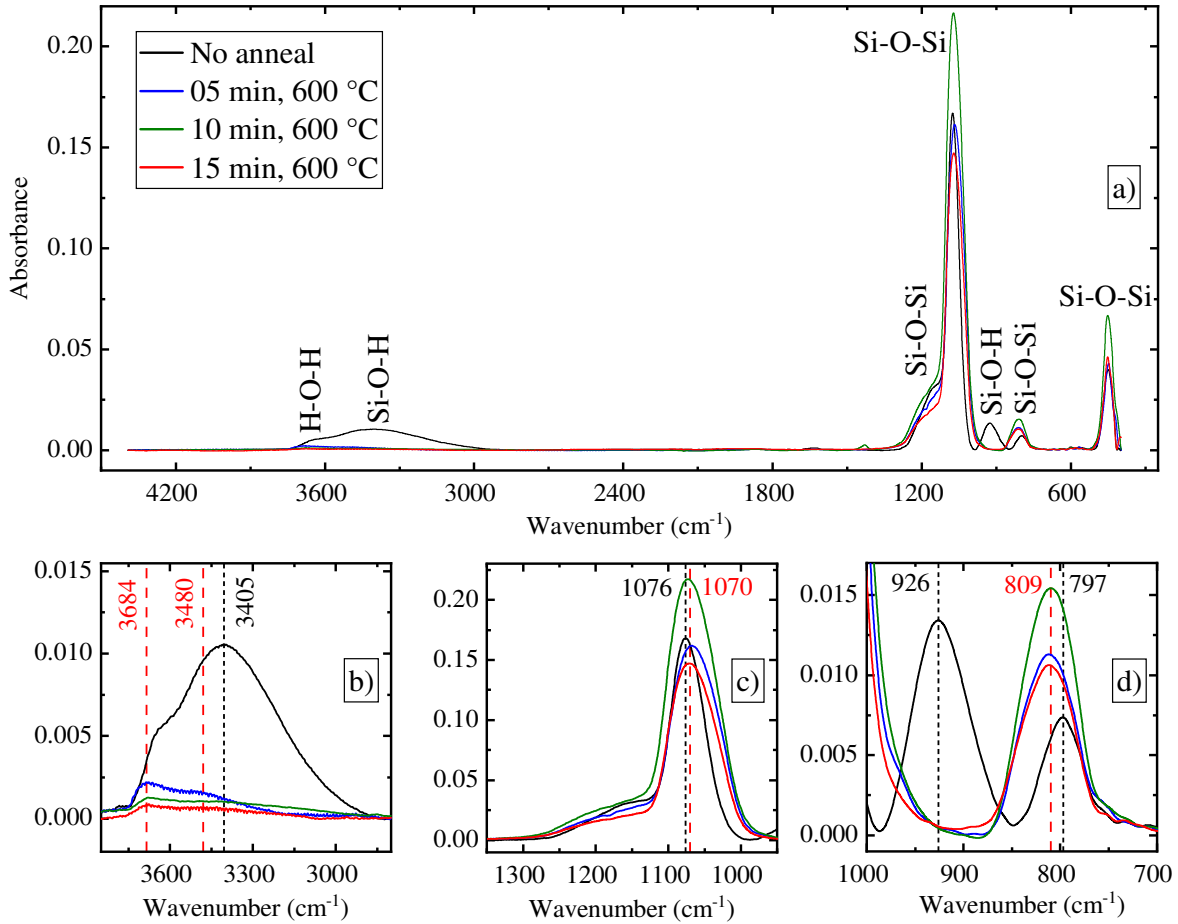 No anneal
05 min, 600 °C
10 min, 600 °C
15 min, 600 °C
Si-O-Si
a)
Si-O-Si
Si-O-H
Si-O-Si
Si-O-Si
H-O-H
Si-O-H
Absorbance
0.20
0.15
0.10
0.05
0.00
4200 3600 3000 2400 1800 1200 600
Wavenumber (cm⁻¹)
3684
3480
3405
b)
0.015
0.010
0.005
0.000
3600 3300 3000
Wavenumber (cm⁻¹)
1076 1070
c)
0.20
0.15
0.10
0.05
0.00
1300 1200 1100 1000
Wavenumber (cm⁻¹)
926 809 797
d)
0.015
0.010
0.005
0.000
1000 900 800 700
Wavenumber (cm⁻¹)